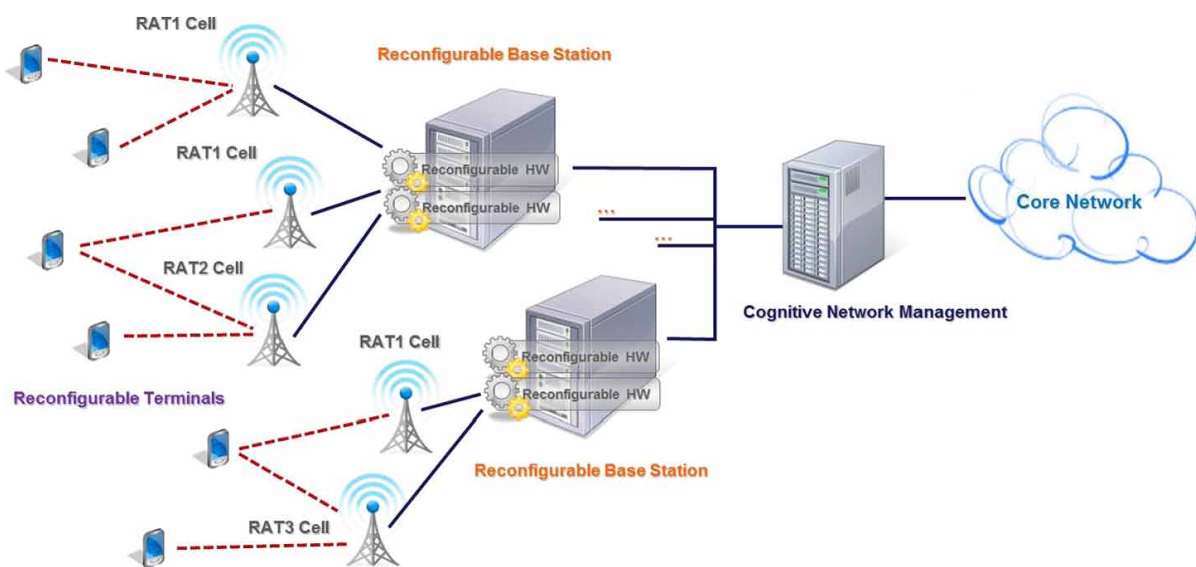 RAT1 Cell
Reconfigurable Base Station
RAT1 Cell
Reconfigurable HW
Reconfigurable HW
Core Network
RAT2 Cell
Cognitive Network Management
RAT1 Cell
Reconfigurable HW
Reconfigurable HW
Reconfigurable Terminals
Reconfigurable Base Station
RAT3 Cell